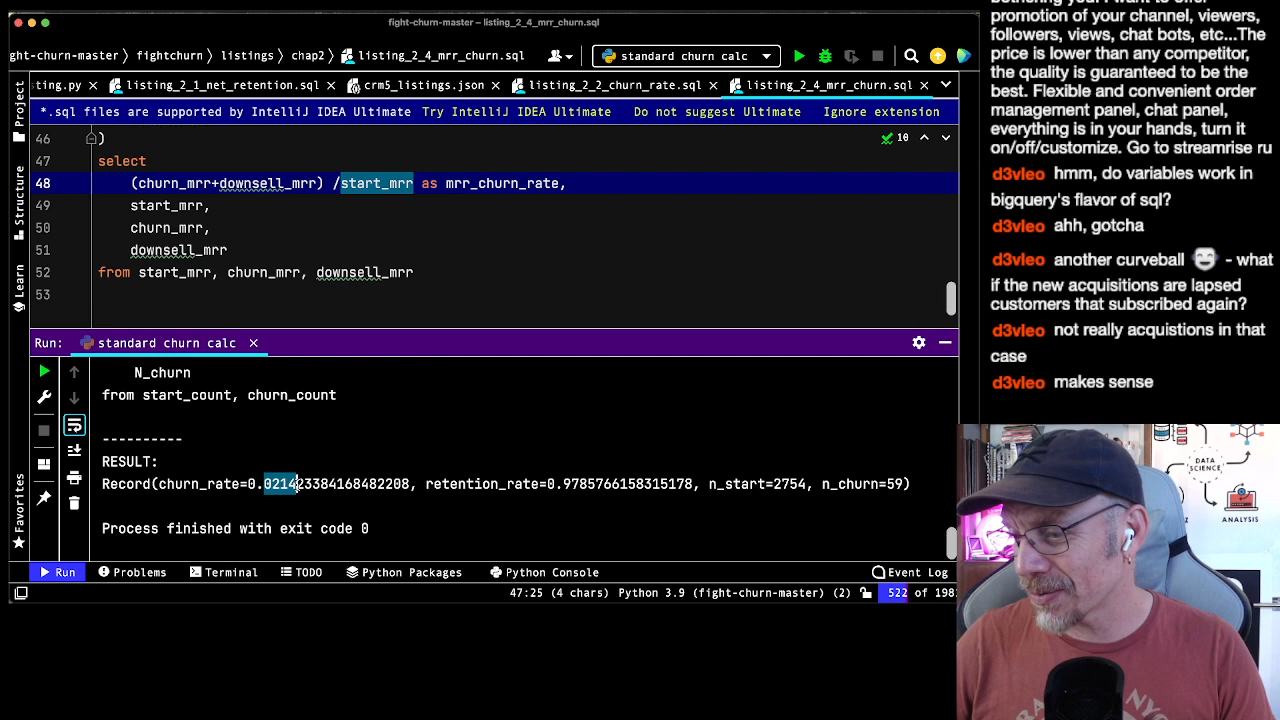 fight-churn-master – listing_2_4_mrr_churn.sql
ght-churn-master fightchurn listings chap2 listing_2_4_mrr_churn.sql
standard churn calc
ting.py listing_2_1_net_retention.sql crm5_listings.json listing_2_2_churn_rate.sql listing_2_4_mrr_churn.sql
*.sql files are supported by IntelliJ IDEA Ultimate Try IntelliJ IDEA Ultimate Do not suggest Ultimate Ignore extension
46 )
10
47 select
48 (churn_mrr+downsell_mrr) /start_mrr as mrr_churn_rate,
49 start_mrr,
50 churn_mrr,
51 downsell_mrr
52 from start_mrr, churn_mrr, downsell_mrr
53
Project
Structure
Learn
Favorites
Run: standard churn calc
N_churn
from start_count, churn_count
----------
RESULT:
Record(churn_rate=0.021423384168482208, retention_rate=0.9785766158315178, n_start=2754, n_churn=59)
Process finished with exit code 0
Run Problems Terminal TODO Python Packages Python Console Event Log
47:25 (4 chars) Python 3.9 (fight-churn-master) (2) 522 of 198
promotion of your channel, viewers,
followers, views, chat bots, etc...The
price is lower than any competitor,
the quality is guaranteed to be the
best. Flexible and convenient order
management panel, chat panel,
everything is in your hands, turn it
on/off/customize. Go to streamrise ru
d3vleo hmm, do variables work in
bigquery's flavor of sql?
d3vleo ahh, gotcha
d3vleo another curveball - what
if the new acquisitions are lapsed
customers that subscribed again?
d3vleo not really acquistions in that
case
d3vleo makes sense
DATA
SCIENCE
ANALYSIS